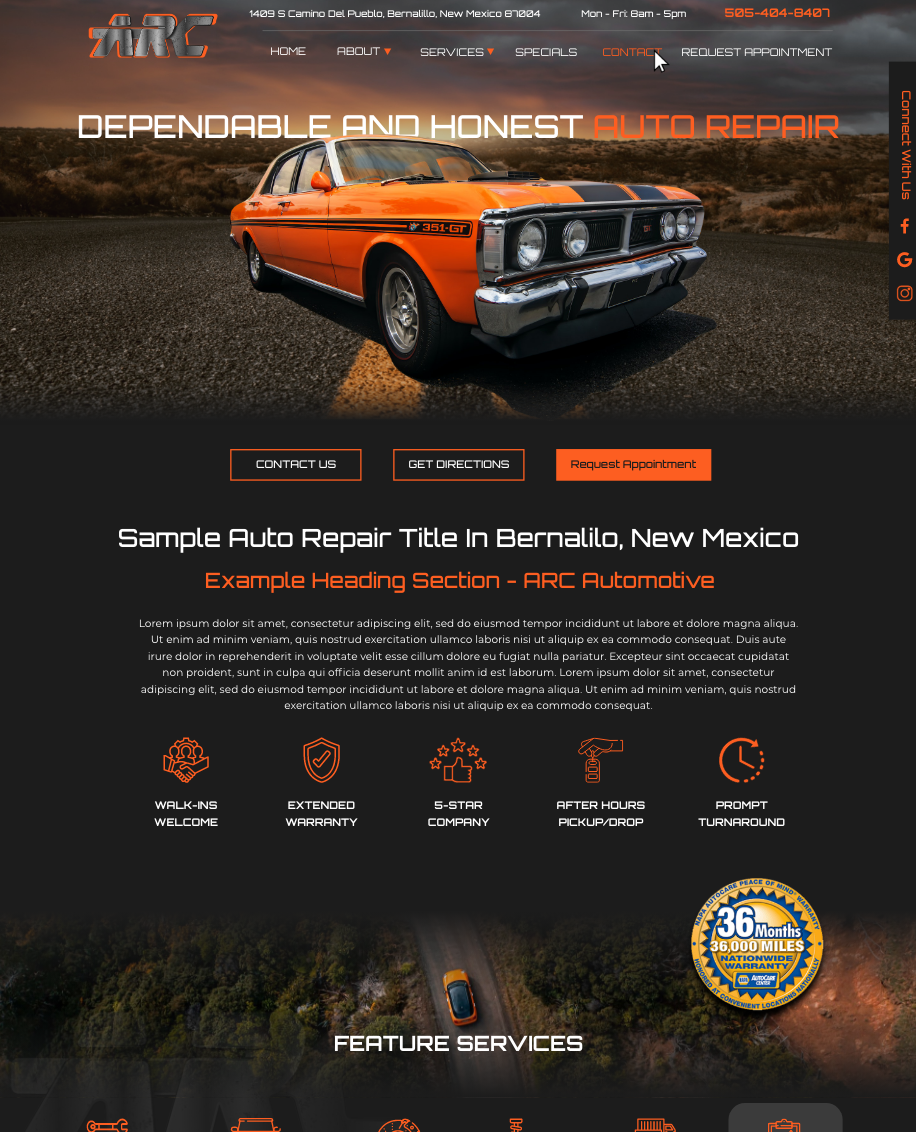 ARC
1409 S Camino Del Pueblo, Bernalillo, New Mexico 87004
Mon - Fri: 8am - 5pm
505-404-8407
HOME
ABOUT
SERVICES
SPECIALS
CONTACT
REQUEST APPOINTMENT
Connect With Us
DEPENDABLE AND HONEST AUTO REPAIR
351-GT
CONTACT US
GET DIRECTIONS
Request Appointment
Sample Auto Repair Title In Bernalilo, New Mexico
Example Heading Section - ARC Automotive
Lorem ipsum dolor sit amet, consectetur adipiscing elit, sed do eiusmod tempor incididunt ut labore et dolore magna aliqua.
Ut enim ad minim veniam, quis nostrud exercitation ullamco laboris nisi ut aliquip ex ea commodo consequat. Duis aute
irure dolor in reprehenderit in voluptate velit esse cillum dolore eu fugiat nulla pariatur. Excepteur sint occaecat cupidatat
non proident, sunt in culpa qui officia deserunt mollit anim id est laborum. Lorem ipsum dolor sit amet, consectetur
adipiscing elit, sed do eiusmod tempor incididunt ut labore et dolore magna aliqua. Ut enim ad minim veniam, quis nostrud
exercitation ullamco laboris nisi ut aliquip ex ea commodo consequat.
WALK-INS
WELCOME
EXTENDED
WARRANTY
5-STAR
COMPANY
AFTER HOURS
PICKUP/DROP
PROMPT
TURNAROUND
NAPA AUTOCARE PEACE OF MIND WARRANTY
36 Months
36,000 MILES
NATIONWIDE
WARRANTY
NAPA AUTOCARE
CENTER
HONORED AT CONVENIENT LOCATIONS NATIONALLY
FEATURE SERVICES